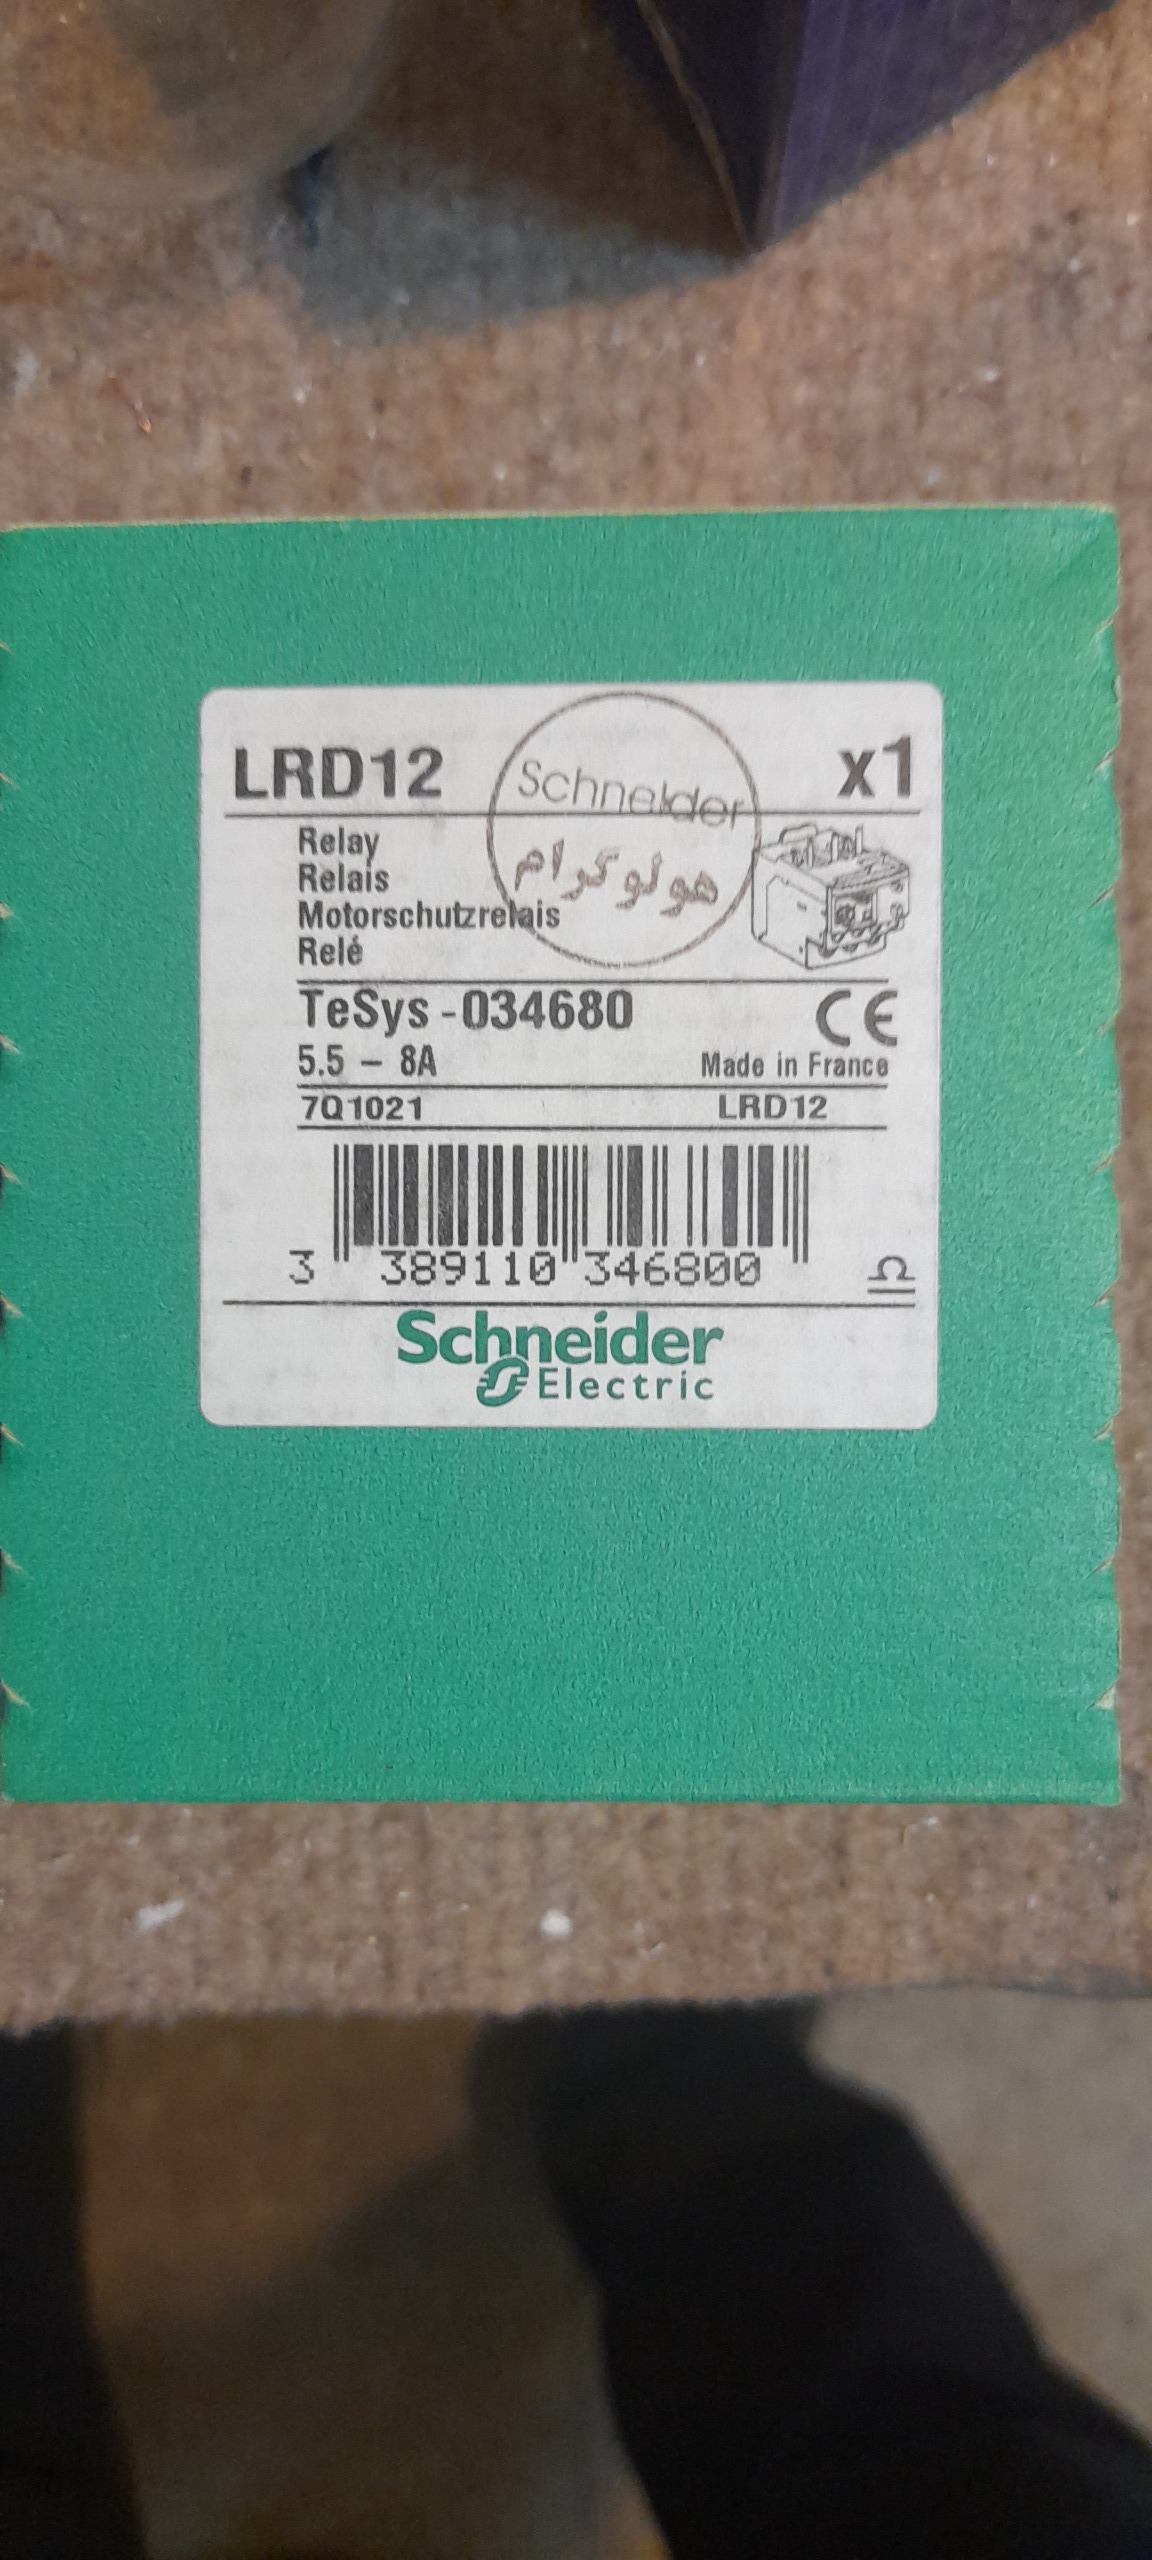 LRD12
x1
Schneider
هولوگرام
Relay
Relais
Motorschutzrelais
Relé
TeSys -034680
CE
5.5 – 8A
Made in France
7Q1021
LRD12
3 389110 346800
Schneider
Electric